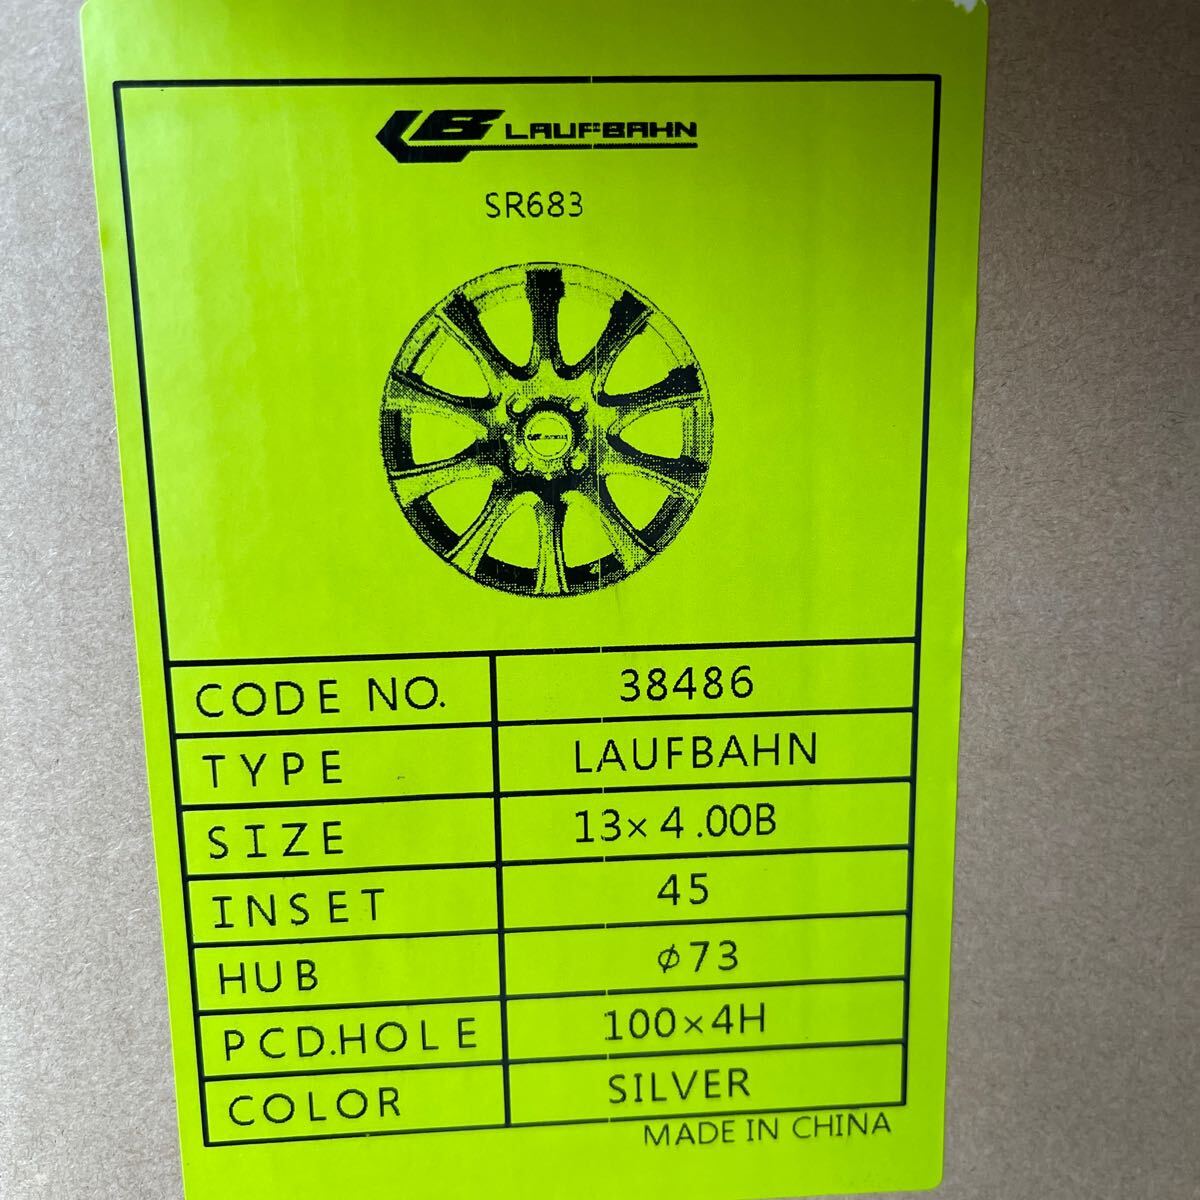 LB LAUFBAHN
SR683
CODE NO. 38486
TYPE LAUFBAHN
SIZE 13×4.00B
INSET 45
HUB φ73
PCD.HOLE 100×4H
COLOR SILVER
MADE IN CHINA